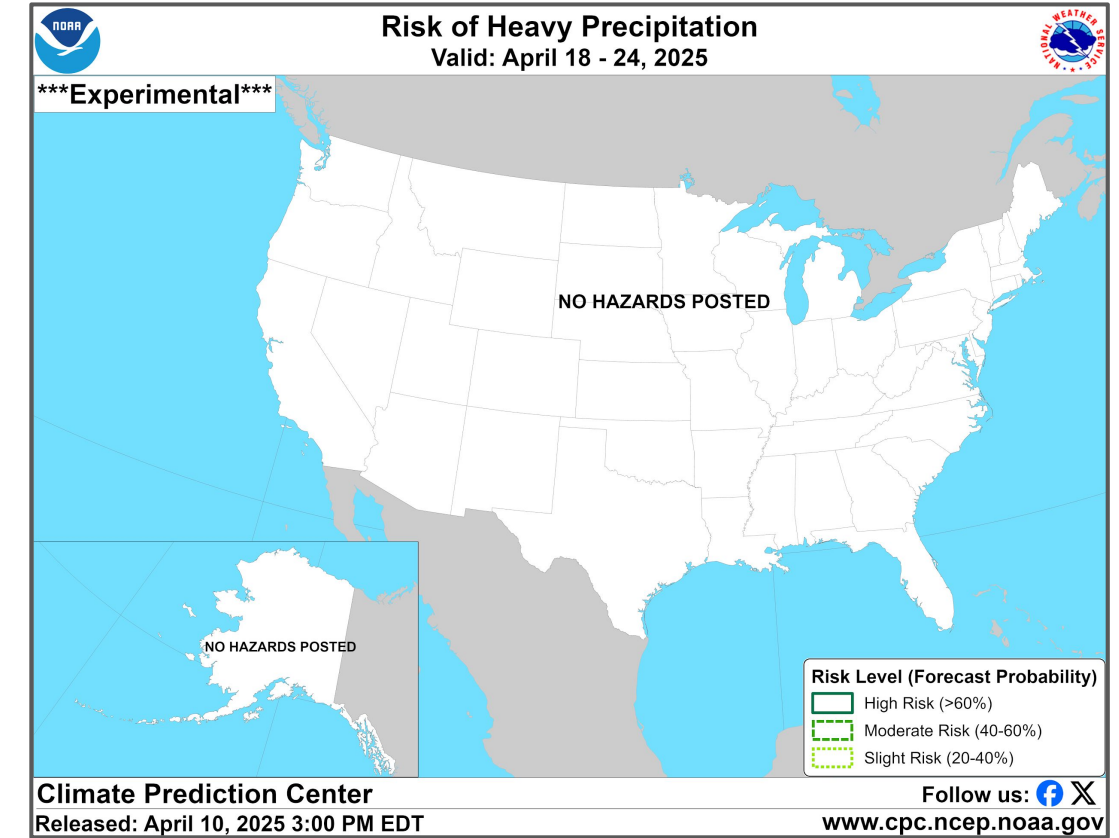 NOAA
Risk of Heavy Precipitation
Valid: April 18 - 24, 2025
NATIONAL WEATHER SERVICE
***Experimental***
NO HAZARDS POSTED
NO HAZARDS POSTED
Risk Level (Forecast Probability)
High Risk (>60%)
Moderate Risk (40-60%)
Slight Risk (20-40%)
Climate Prediction Center
Follow us:
Released: April 10, 2025 3:00 PM EDT
www.cpc.ncep.noaa.gov